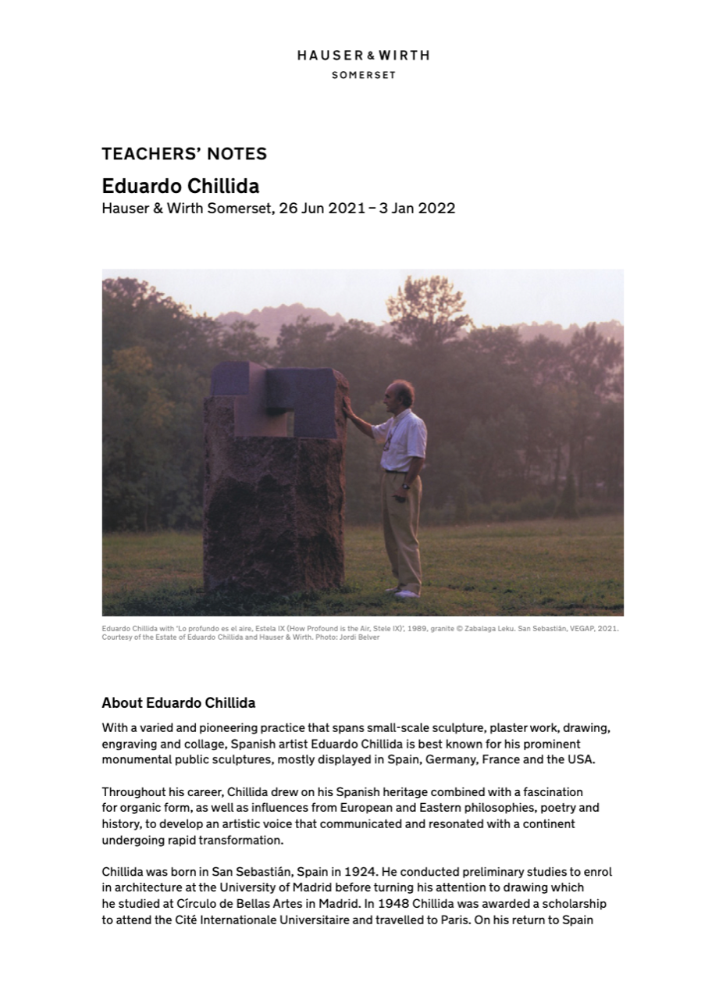 HAUSER & WIRTH
SOMERSET
TEACHERS’ NOTES
Eduardo Chillida
Hauser & Wirth Somerset, 26 Jun 2021 – 3 Jan 2022
Eduardo Chillida with ‘Lo profundo es el aire, Estela IX (How Profound is the Air, Stele IX)’, 1989, granite © Zabalaga Leku. San Sebastián, VEGAP, 2021.
Courtesy of the Estate of Eduardo Chillida and Hauser & Wirth. Photo: Jordi Belver
About Eduardo Chillida
With a varied and pioneering practice that spans small-scale sculpture, plaster work, drawing,
engraving and collage, Spanish artist Eduardo Chillida is best known for his prominent
monumental public sculptures, mostly displayed in Spain, Germany, France and the USA.
Throughout his career, Chillida drew on his Spanish heritage combined with a fascination
for organic form, as well as influences from European and Eastern philosophies, poetry and
history, to develop an artistic voice that communicated and resonated with a continent
undergoing rapid transformation.
Chillida was born in San Sebastián, Spain in 1924. He conducted preliminary studies to enrol
in architecture at the University of Madrid before turning his attention to drawing which
he studied at Círculo de Bellas Artes in Madrid. In 1948 Chillida was awarded a scholarship
to attend the Cité Internationale Universitaire and travelled to Paris. On his return to Spain